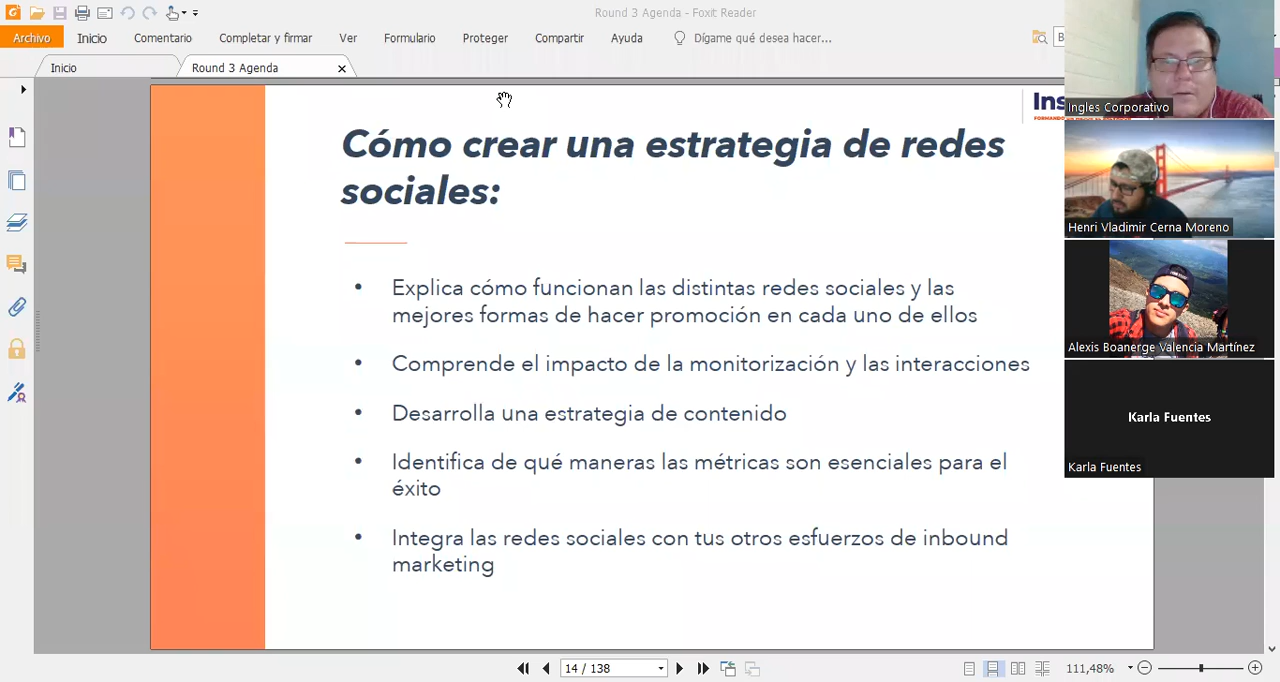 Round 3 Agenda - Foxit Reader
Archivo Inicio Comentario Completar y firmar Ver Formulario Proteger Compartir Ayuda Dígame qué desea hacer...
Inicio Round 3 Agenda
Ins
Cómo crear una estrategia de redes
sociales:
• Explica cómo funcionan las distintas redes sociales y las
mejores formas de hacer promoción en cada uno de ellos
• Comprende el impacto de la monitorización y las interacciones
• Desarrolla una estrategia de contenido
• Identifica de qué maneras las métricas son esenciales para el
éxito
• Integra las redes sociales con tus otros esfuerzos de inbound
marketing
Ingles Corporativo
Henri Vladimir Cerna Moreno
Alexis Boanerge Valencia Martínez
Karla Fuentes
Karla Fuentes
14 / 138
111,48%